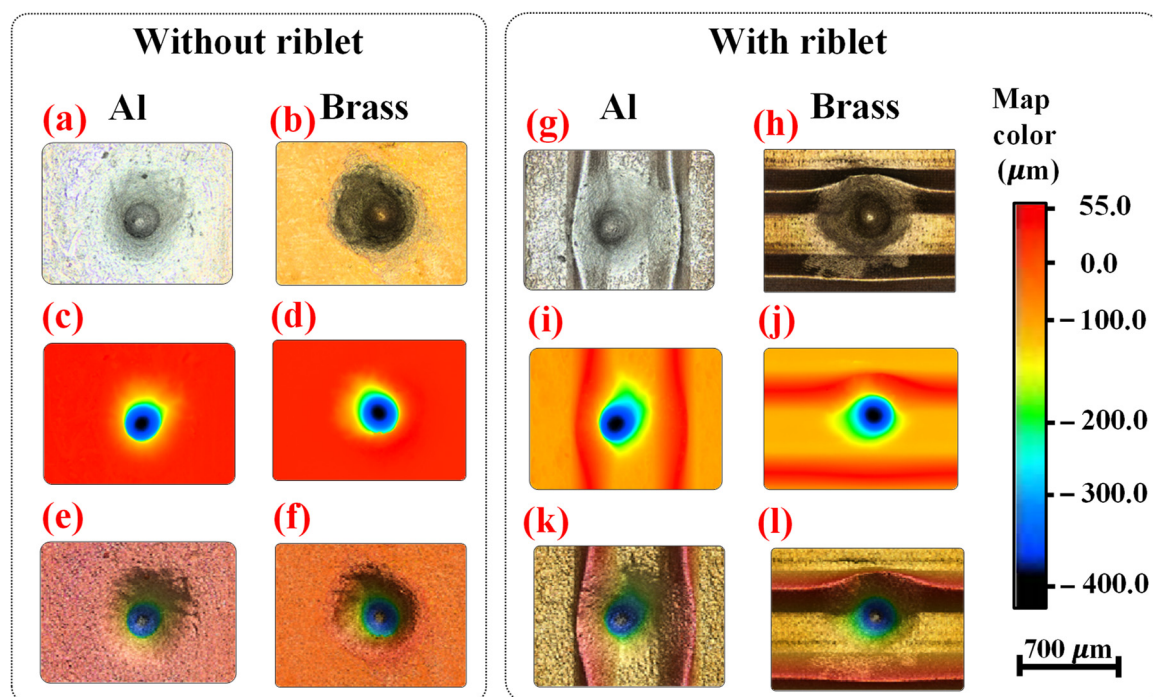 Without riblet
With riblet
Al
Brass
(a)
(b)
(c)
(d)
(e)
(f)
Al
Brass
(g)
(h)
(i)
(j)
(k)
(l)
Map
color
(μm)
55.0
0.0
−100.0
−200.0
−300.0
−400.0
700 μm